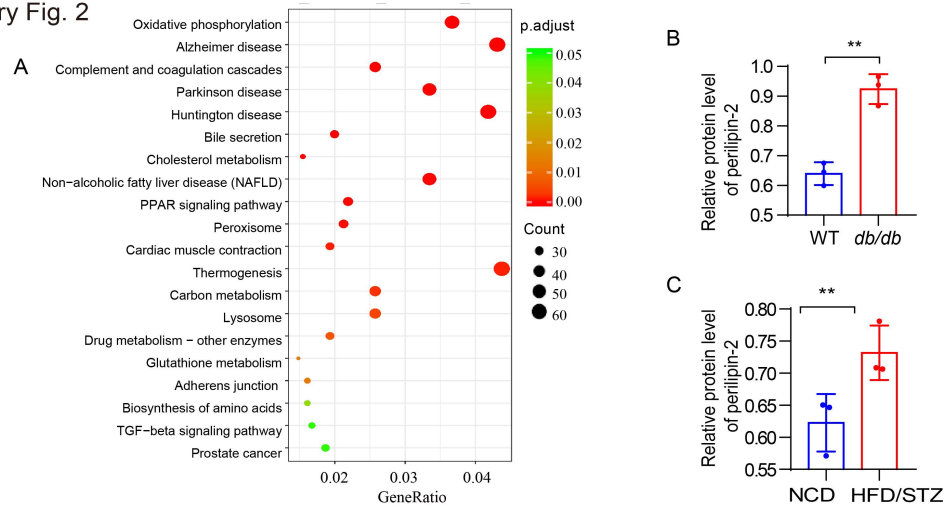 ry Fig. 2
A
Oxidative phosphorylation
Alzheimer disease
Complement and coagulation cascades
Parkinson disease
Huntington disease
Bile secretion
Cholesterol metabolism
Non−alcoholic fatty liver disease (NAFLD)
PPAR signaling pathway
Peroxisome
Cardiac muscle contraction
Thermogenesis
Carbon metabolism
Lysosome
Drug metabolism − other enzymes
Glutathione metabolism
Adherens junction
Biosynthesis of amino acids
TGF−beta signaling pathway
Prostate cancer
0.02 0.03 0.04
GeneRatio
p.adjust
0.05
0.04
0.03
0.02
0.01
0.00
Count
30
40
50
60
B
**
Relative protein level
of perilipin-2
1.0
0.9
0.8
0.7
0.6
0.5
WT db/db
C
**
Relative protein level
of perilipin-2
0.80
0.75
0.70
0.65
0.60
0.55
NCD HFD/STZ